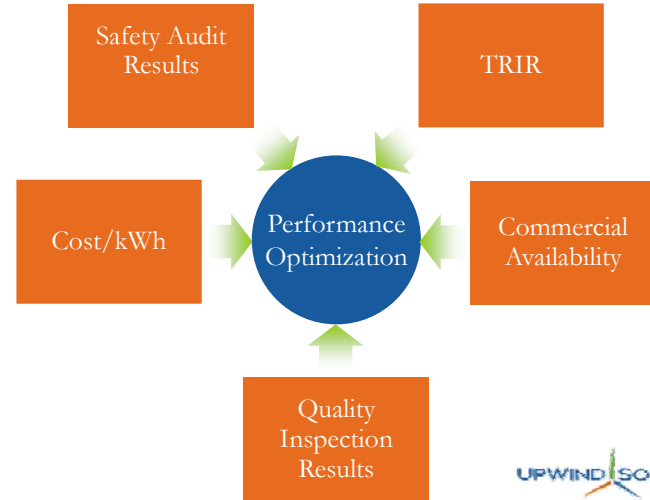 Safety Audit
Results
TRIR
Cost/kWh
Performance
Optimization
Commercial
Availability
Quality
Inspection
Results
UPWIND SO